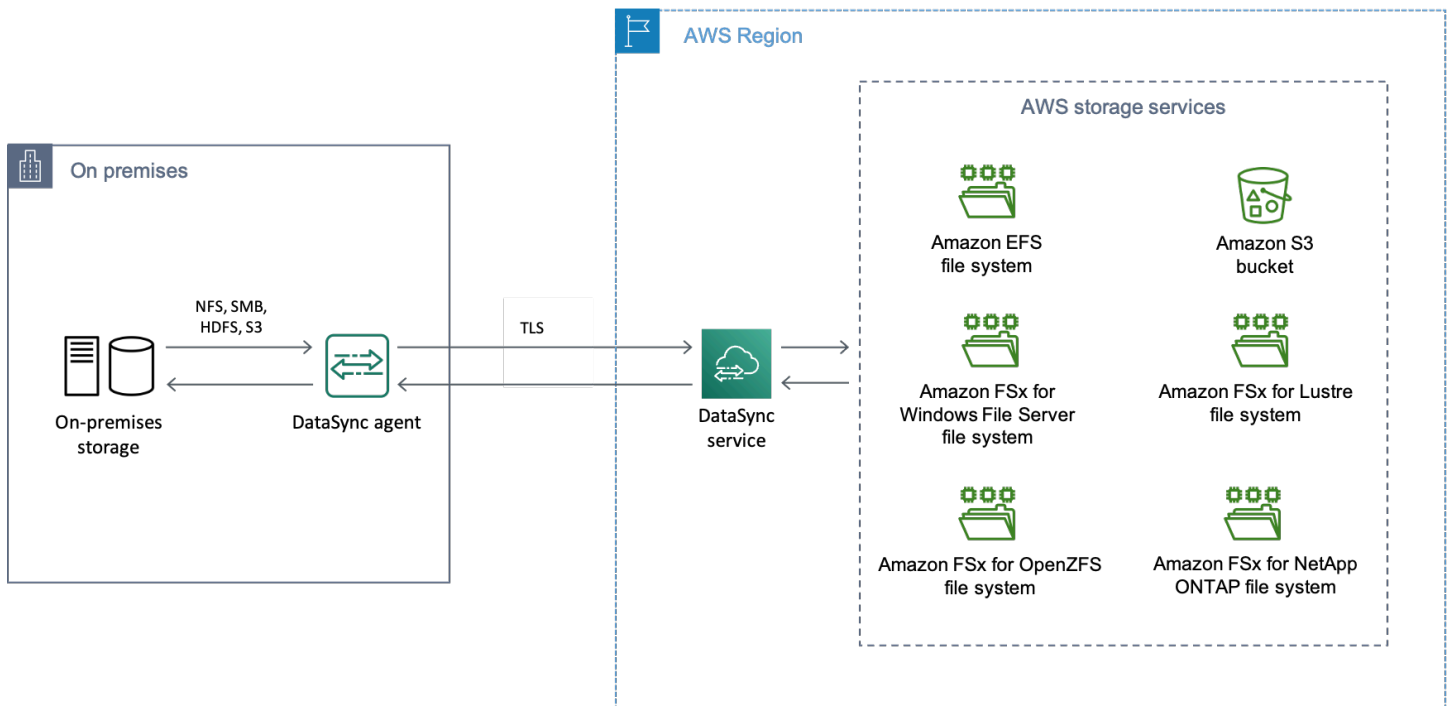 AWS Region
AWS storage services
On premises
Amazon EFS
file system
Amazon S3
bucket
NFS, SMB,
HDFS, S3
TLS
On-premises
storage
DataSync agent
DataSync
service
Amazon FSx for
Windows File Server
file system
Amazon FSx for Lustre
file system
Amazon FSx for OpenZFS
file system
Amazon FSx for NetApp
ONTAP file system